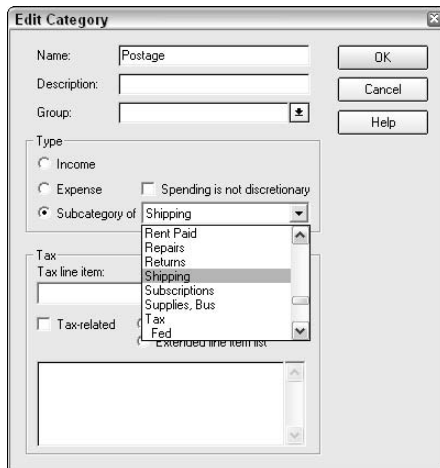 Edit Category
Name: Postage
OK
Description:
Cancel
Group:
Help
Type
Income
Expense Spending is not discretionary
Subcategory of Shipping
Rent Paid
Repairs
Returns
Shipping
Subscriptions
Supplies, Bus
Tax
Fed
Tax
Tax line item:
Tax-related
Extended line item list